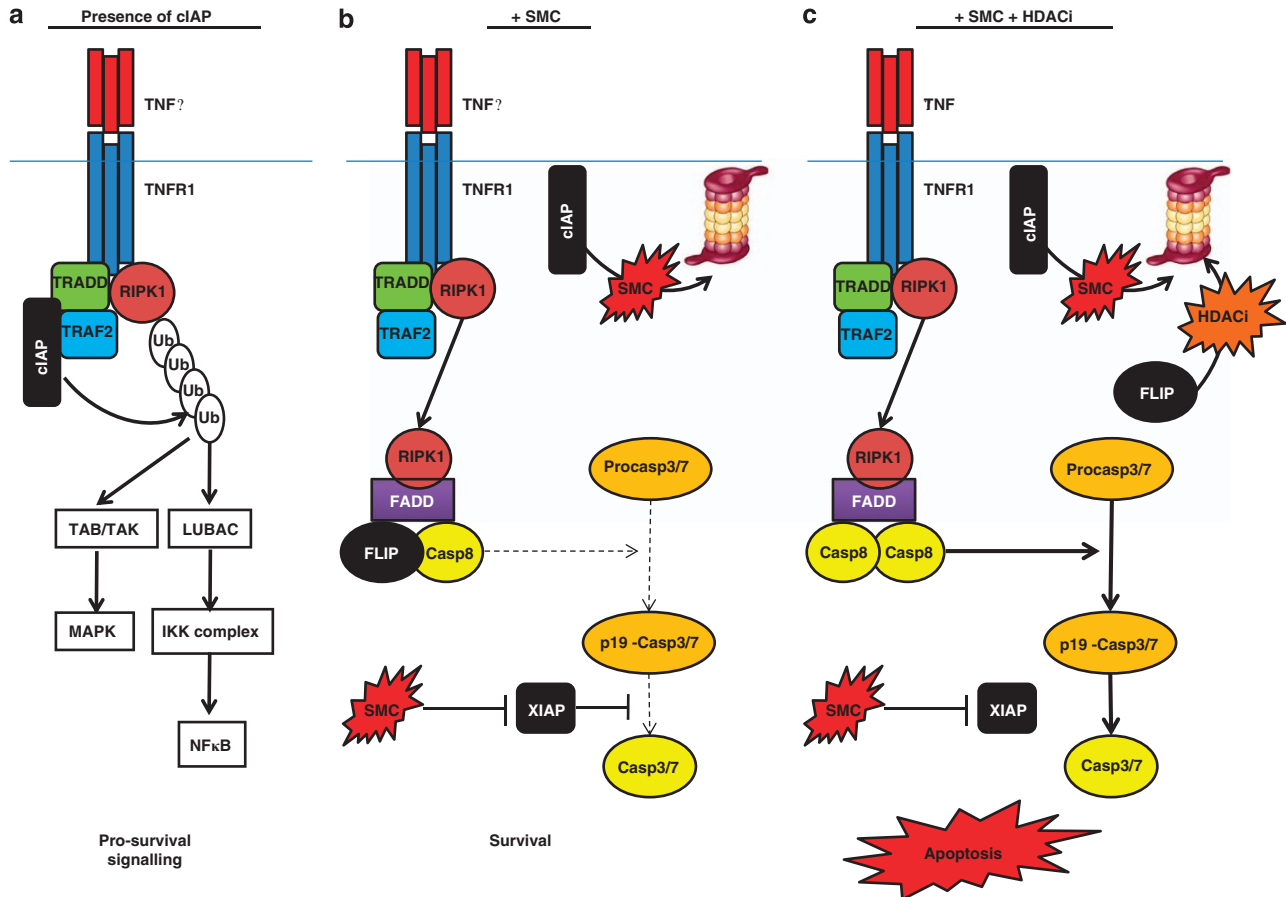 a
Presence of cIAP
TNF?
TNFR1
TRADD
RIPK1
cIAP
TRAF2
Ub
Ub
Ub
Ub
TAB/TAK
LUBAC
MAPK
IKK complex
NFκB
Pro-survival
signalling
b
+ SMC
TNF?
TNFR1
cIAP
SMC
TRADD
RIPK1
TRAF2
RIPK1
FADD
FLIP
Casp8
Procasp3/7
p19 -Casp3/7
SMC
XIAP
Casp3/7
Survival
c
+ SMC + HDACi
TNF
TNFR1
cIAP
SMC
HDACi
FLIP
TRADD
RIPK1
TRAF2
RIPK1
FADD
Casp8
Casp8
Procasp3/7
p19 -Casp3/7
SMC
XIAP
Casp3/7
Apoptosis